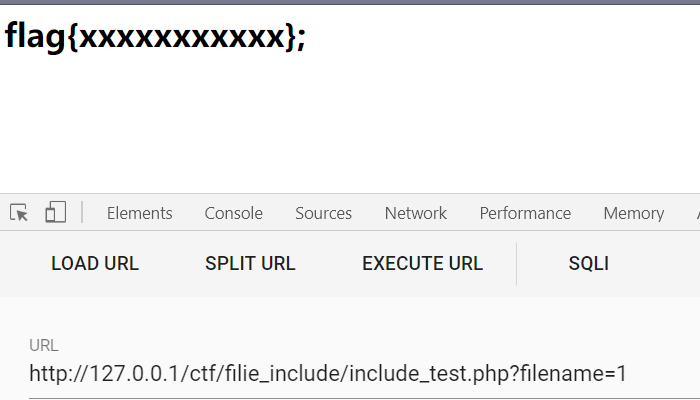 flag{xxxxxxxxxxx};
Elements Console Sources Network Performance Memory
LOAD URL SPLIT URL EXECUTE URL SQLI
URL
http://127.0.0.1/ctf/filie_include/include_test.php?filename=1